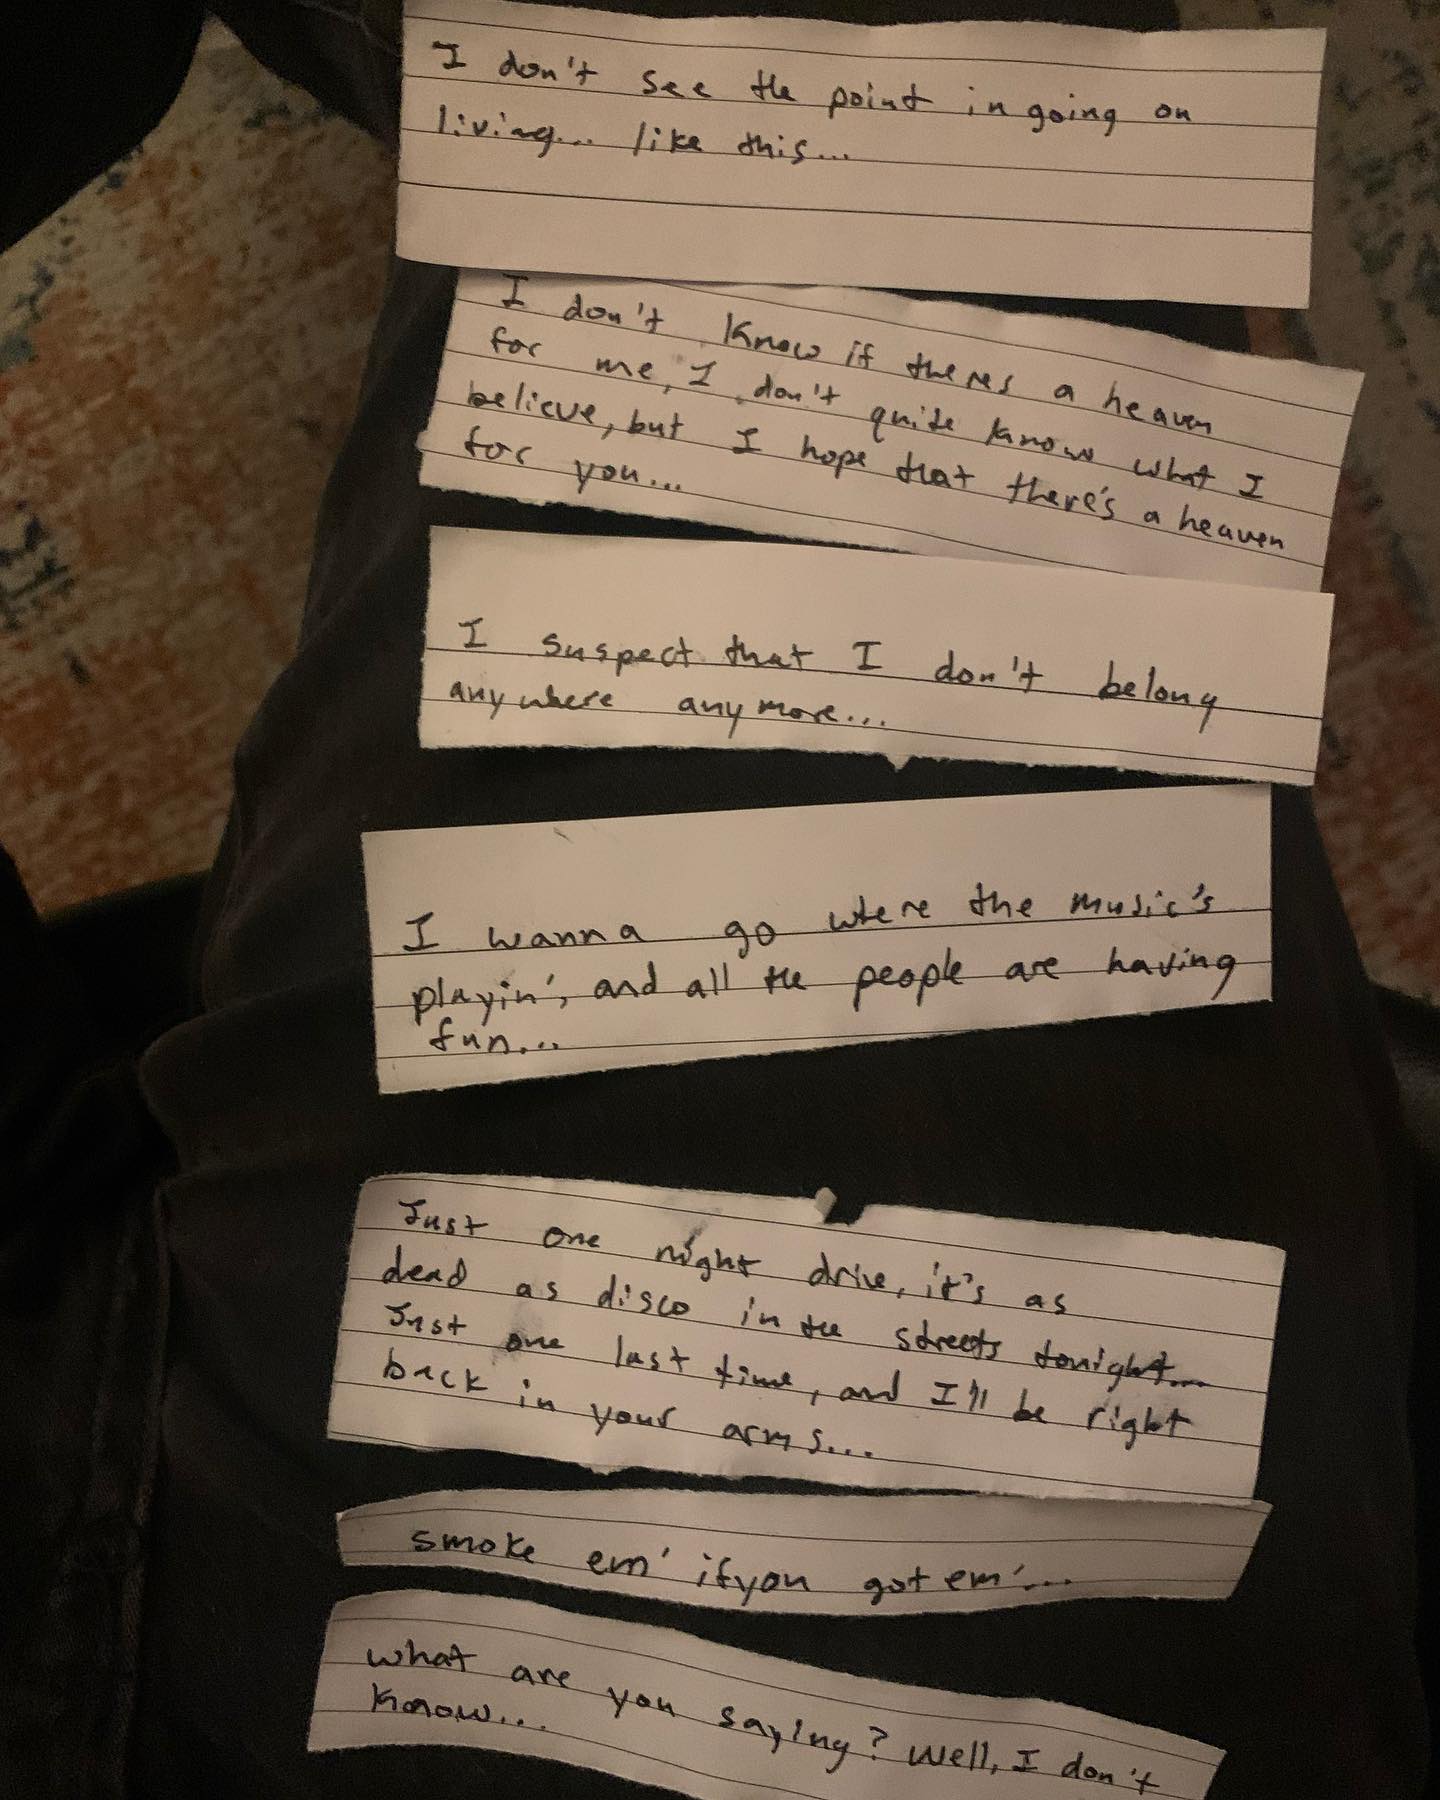 I don't see the point in going on
living... like this...
I don't know if theres a heaven
for me, I don't quite know what I
believe, but I hope that there's a heaven
for you...
I suspect that I don't belong
anywhere anymore...
I wanna go where the music's
playin', and all the people are having
fun...
Just one night drive, it's as
dead as disco in the streets tonight...
Just one last time, and I'll be right
back in your arms...
smoke em' if you got em'...
what are you saying? Well, I don't
know...